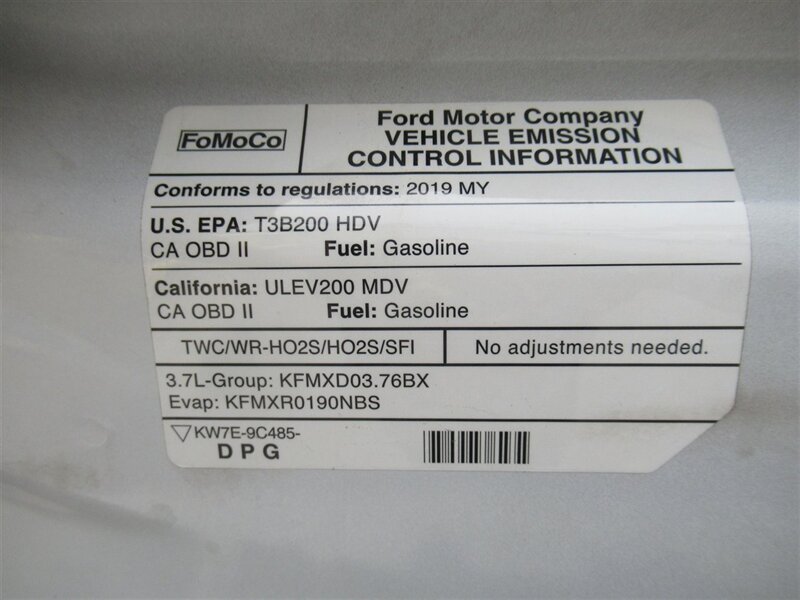 FoMoCo
Ford Motor Company
VEHICLE EMISSION
CONTROL INFORMATION
Conforms to regulations: 2019 MY
U.S. EPA: T3B200 HDV
CA OBD II Fuel: Gasoline
California: ULEV200 MDV
CA OBD II Fuel: Gasoline
TWC/WR-HO2S/HO2S/SFI
No adjustments needed.
3.7L-Group: KFMXD03.76BX
Evap: KFMXR0190NBS
KW7E-9C485-
D P G